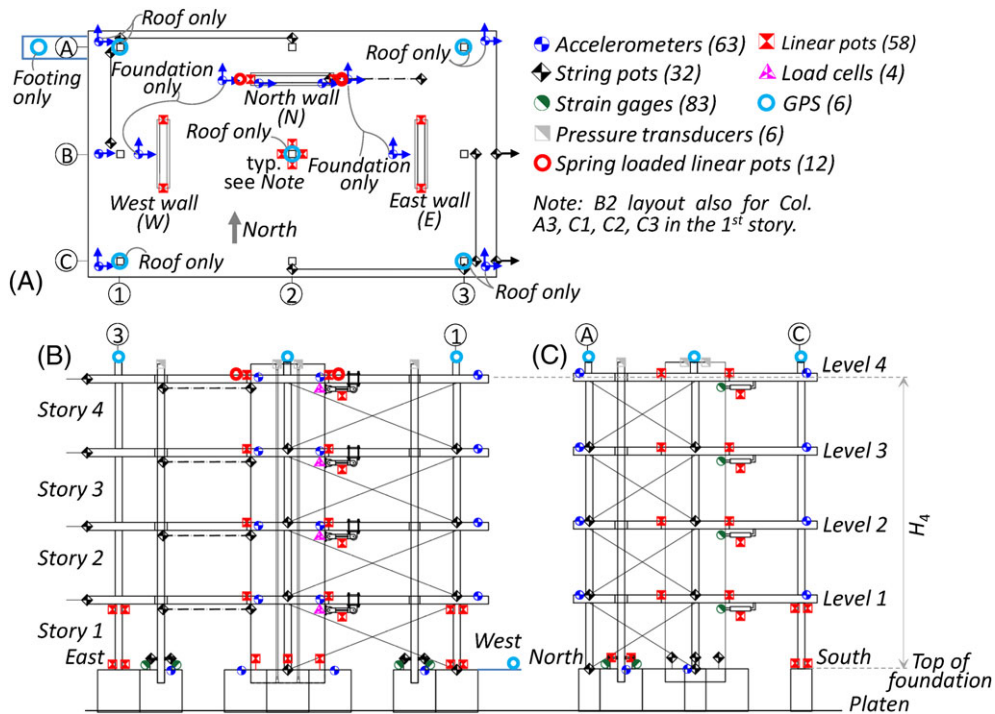 Roof only
A
Footing only
Foundation only
Roof only
North wall (N)
B
Roof only
typ. see Note
Foundation only
West wall (W)
East wall (E)
North
C
Roof only
Roof only
(A)
1
2
3
Accelerometers (63)
Linear pots (58)
String pots (32)
Load cells (4)
Strain gages (83)
GPS (6)
Pressure transducers (6)
Spring loaded linear pots (12)
Note: B2 layout also for Col.
A3, C1, C2, C3 in the 1st story.
3
(B)
1
Story 4
Story 3
Story 2
Story 1
East
West
A
(C)
C
Level 4
Level 3
Level 2
Level 1
H4
North
South
Top of foundation
Platen